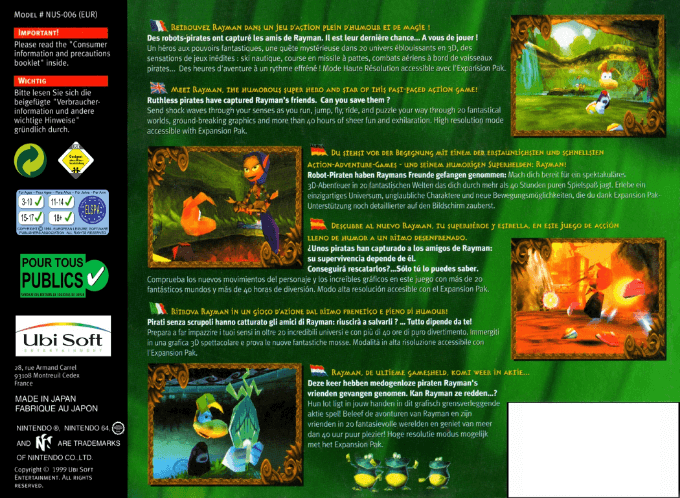 MODEL # NUS-006 (EUR)
IMPORTANT!
Please read the "Consumer
information and precautions
booklet" inside.
WICHTIG
Bitte lesen Sie sich die
beigefügte "Verbraucher-
information und andere
wichtige Hinweise"
gründlich durch.
3-10
11-14
15-17
18+
ELSPA
POUR TOUS
PUBLICS
Ubi Soft
ENTERTAINMENT
28, rue Armand Carrel
93108 Montreuil Cedex
France
MADE IN JAPAN
FABRIQUE AU JAPON
NINTENDO ®, NINTENDO 64,
AND ARE TRADEMARKS
OF NINTENDO CO., LTD.
Copyright © 1999 UBI SOFT
ENTERTAINMENT. ALL RIGHTS
RESERVED.
RETROUVEZ RAYMAN DANS UN JEU D'ACTION PLEIN D'HUMOUR ET DE MAGIE !
Des robots-pirates ont capturé les amis de Rayman. Il est leur dernière chance... A vous de jouer !
Un héros aux pouvoirs fantastiques, une quête mystérieuse dans 20 univers éblouissants en 3D, des
sensations de jeux inédites : ski nautique, course en missile à pattes, combats aériens à bord de vaisseaux
pirates... Des heures d'aventure à un rythme effréné ! Mode Haute Résolution accessible avec l'Expansion Pak.
MEET RAYMAN, THE HUMOROUS SUPER HERO AND STAR OF THIS FAST-FACED ACTION GAME!
Ruthless pirates have captured Rayman's friends. Can you save them ?
Send shock waves through your senses as you run, jump, fly, ride, and puzzle your way through 20 fantastical
worlds, ground-breaking graphics and more than 40 hours of sheer fun and exhilaration. High resolution mode
accessible with Expansion Pak.
DU STEHST VOR DER BEGEGNUNG MIT EINEM DER ERSTAUNLICHSTEN UND SCHNELLSTEN
ACTION-ADVENTURE-GAMES - UND SEINEM HUMORIGEN SUPERHELDEN: RAYMAN!
Robot-Piraten haben Raymans Freunde gefangen genommen: Mach dich bereit für ein spektakuläres
3D-Abenteuer in 20 fantastischen Welten das dich durch mehr als 40 Stunden puren Spielspaß jagt. Erlebe ein
einzigartiges Universum, unglaubliche Charaktere und neue Bewegungsmöglichkeiten, die du dank Expansion Pak-
Unterstützung noch detaillierter auf den Bildschirm zauberst.
DESCUBRE AL NUEVO RAYMAN, TU SUPERHÉROE Y ESTRELLA, EN ESTE JUEGO DE ACCIÓN
LLENO DE HUMOR A UN RITMO DESENFRENADO.
¿Unos piratas han capturado a los amigos de Rayman:
su supervivencia depende de él.
Conseguirá rescatarlos?...Sólo tú lo puedes saber.
Comprueba los nuevos movimientos del personaje y los increíbles gráficos en este juego con más de 20
fantásticos mundos y más de 40 horas de diversión. Modo alta resolución accesible con el Expansion Pak.
RITROVA RAYMAN IN UN GIOCO D'AZIONE DAL RITMO FRENETICO E PIENO DI HUMOUR!
Pirati senza scrupoli hanno catturato gli amici di Rayman: riuscirà a salvarli ? ... Tutto dipende da te!
Prepara a far impazzire i tuoi sensi in oltre 20 incredibili universi e con più di 40 ore di puro divertimento. Immergiti
in una grafica 3D spettacolare e prova le nuove fantastiche mosse. Modalità in alta risoluzione accessibile con
l'Expansion Pak.
RAYMAN, DE ULTIEME GAMESHELD, KOMT WEER IN AKTIE...
Deze keer hebben medogenloze piraten Rayman's
vrienden gevangen genomen. Kan Rayman ze redden...?
Hun lot ligt in jouw handen in dit grafisch grensverleggende
aktie spel! Beleef de avonturen van Rayman en zijn
vrienden in 20 fantasievolle werelden en geniet van meer
dan 40 uur puur plezier! Hoge resolutie modus mogelijk
met het Expansion Pak.